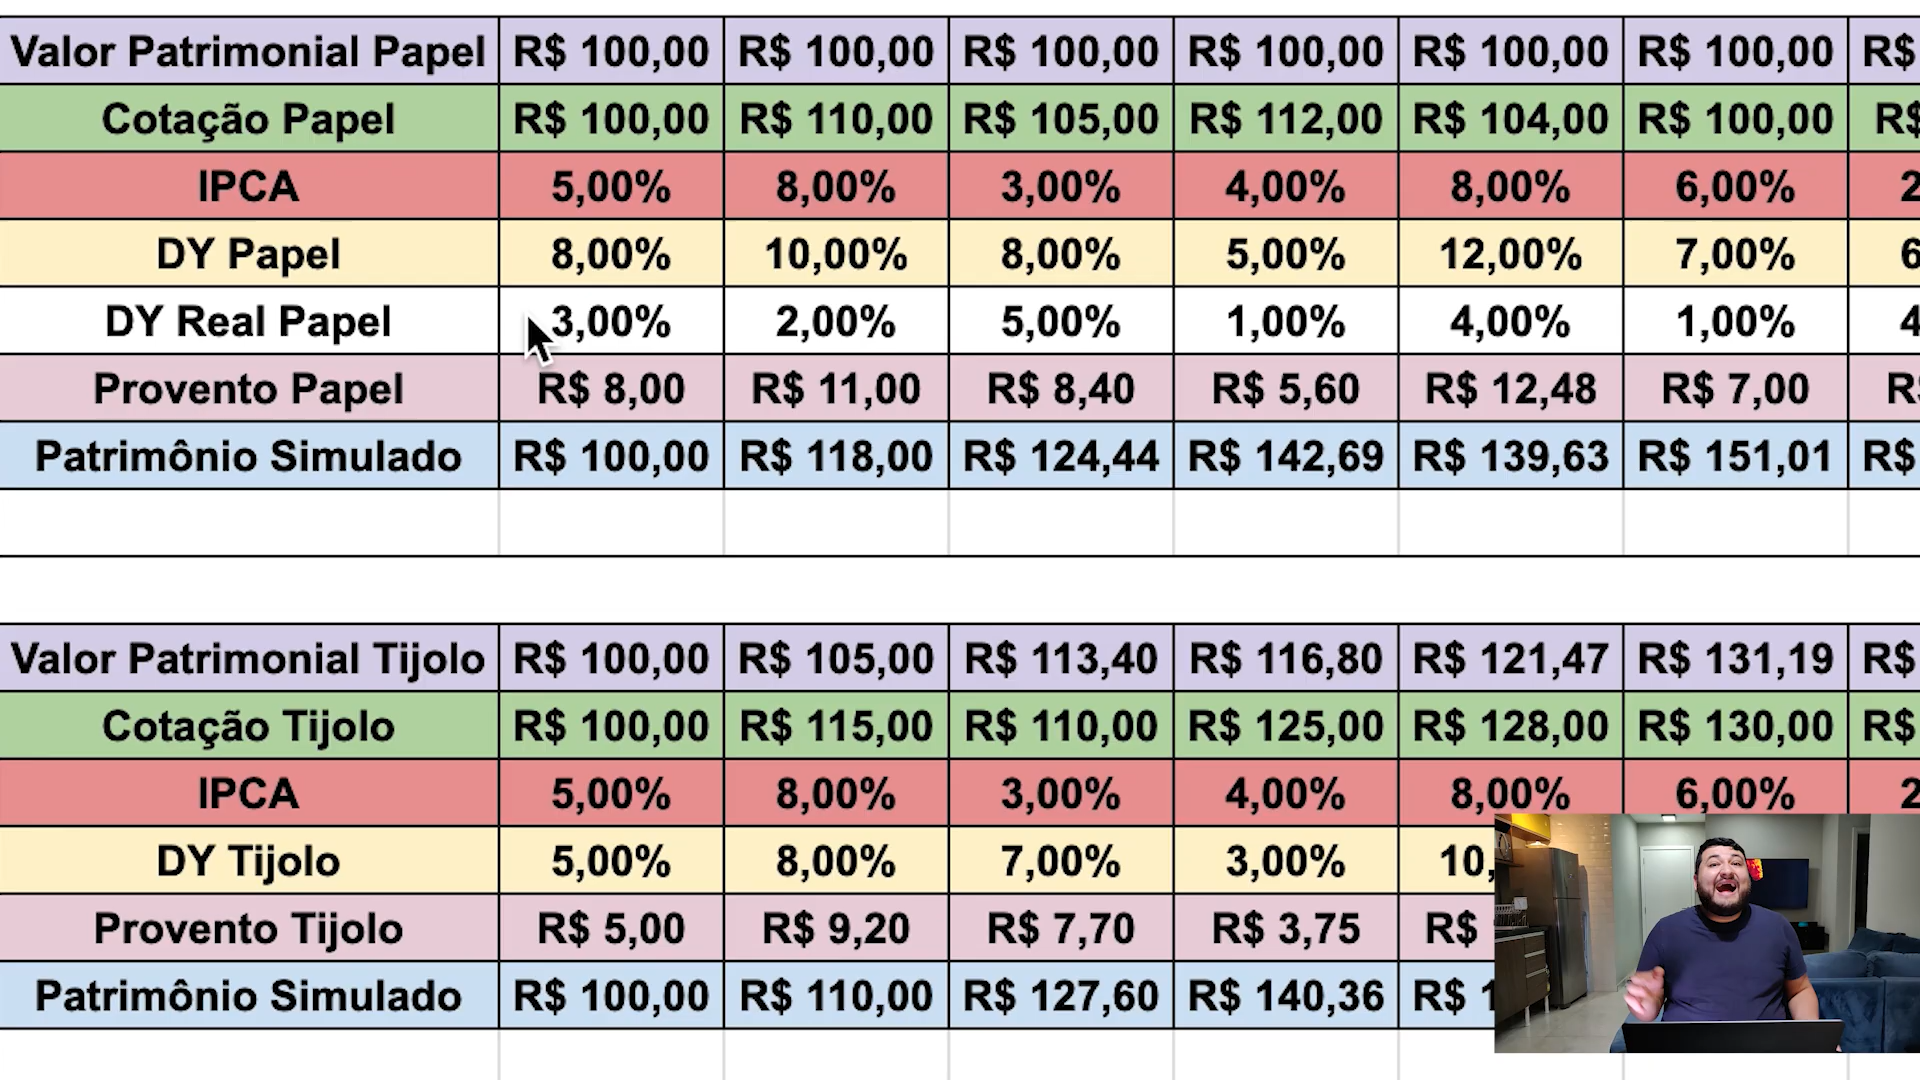 Valor Patrimonial Papel R$ 100,00 R$ 100,00 R$ 100,00 R$ 100,00 R$ 100,00 R$ 100,00 R$
Cotação Papel R$ 100,00 R$ 110,00 R$ 105,00 R$ 112,00 R$ 104,00 R$ 100,00 R$
IPCA 5,00% 8,00% 3,00% 4,00% 8,00% 6,00% 2
DY Papel 8,00% 10,00% 8,00% 5,00% 12,00% 7,00% 6
DY Real Papel 3,00% 2,00% 5,00% 1,00% 4,00% 1,00% 4
Provento Papel R$ 8,00 R$ 11,00 R$ 8,40 R$ 5,60 R$ 12,48 R$ 7,00 R$
Patrimônio Simulado R$ 100,00 R$ 118,00 R$ 124,44 R$ 142,69 R$ 139,63 R$ 151,01 R$
Valor Patrimonial Tijolo R$ 100,00 R$ 105,00 R$ 113,40 R$ 116,80 R$ 121,47 R$ 131,19 R$
Cotação Tijolo R$ 100,00 R$ 115,00 R$ 110,00 R$ 125,00 R$ 128,00 R$ 130,00 R$
IPCA 5,00% 8,00% 3,00% 4,00% 8,00% 6,00% 2
DY Tijolo 5,00% 8,00% 7,00% 3,00% 10,
Provento Tijolo R$ 5,00 R$ 9,20 R$ 7,70 R$ 3,75 R$
Patrimônio Simulado R$ 100,00 R$ 110,00 R$ 127,60 R$ 140,36 R$ 1